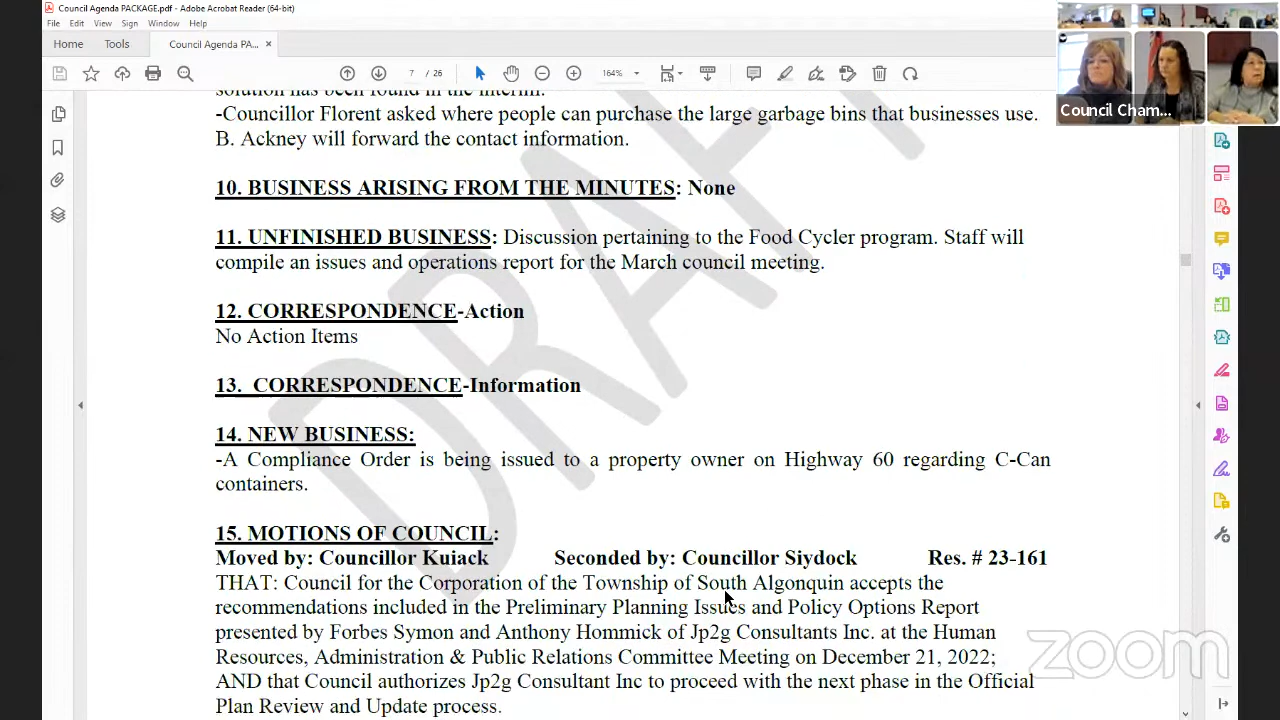 Council Agenda PACKAGE.pdf - Adobe Acrobat Reader (64-bit)
File Edit View Sign Window Help
Home Tools Council Agenda PA... ×
7 / 26 164%
solution has been found in the interim.
-Councillor Florent asked where people can purchase the large garbage bins that businesses use.
B. Ackney will forward the contact information.
10. BUSINESS ARISING FROM THE MINUTES: None
11. UNFINISHED BUSINESS: Discussion pertaining to the Food Cycler program. Staff will
compile an issues and operations report for the March council meeting.
12. CORRESPONDENCE-Action
No Action Items
13. CORRESPONDENCE-Information
14. NEW BUSINESS:
-A Compliance Order is being issued to a property owner on Highway 60 regarding C-Can
containers.
15. MOTIONS OF COUNCIL:
Moved by: Councillor Kuiack Seconded by: Councillor Siydock Res. # 23-161
THAT: Council for the Corporation of the Township of South Algonquin accepts the
recommendations included in the Preliminary Planning Issues and Policy Options Report
presented by Forbes Symon and Anthony Hommick of Jp2g Consultants Inc. at the Human
Resources, Administration & Public Relations Committee Meeting on December 21, 2022;
AND that Council authorizes Jp2g Consultant Inc to proceed with the next phase in the Official
Plan Review and Update process.
DRAFT
Council Cham...
zoom